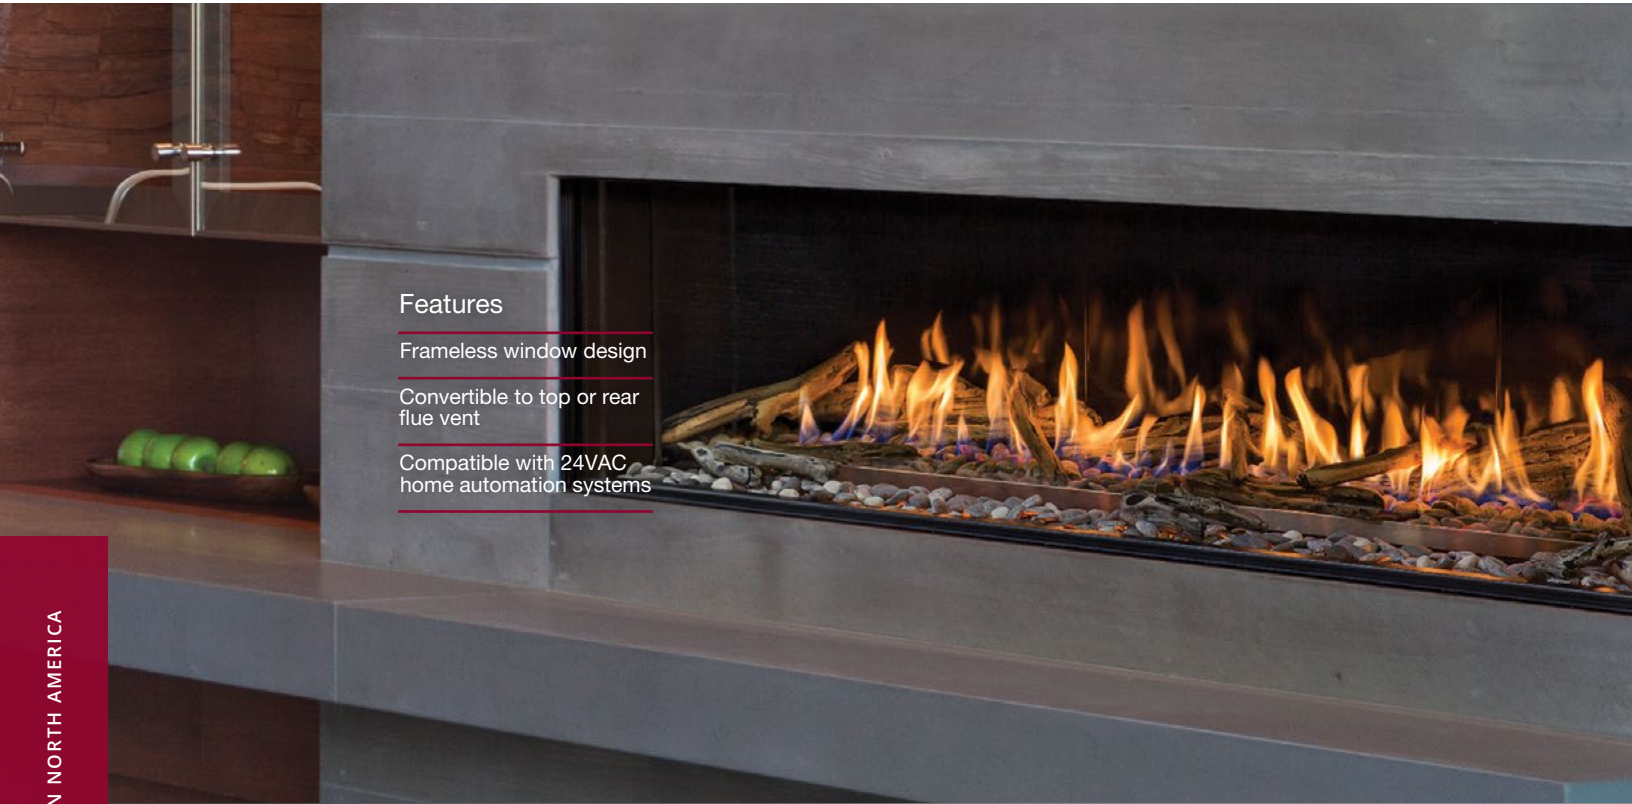 Features
Frameless window design
Convertible to top or rear
flue vent
Compatible with 24VAC
home automation systems
N NORTH AMERICA